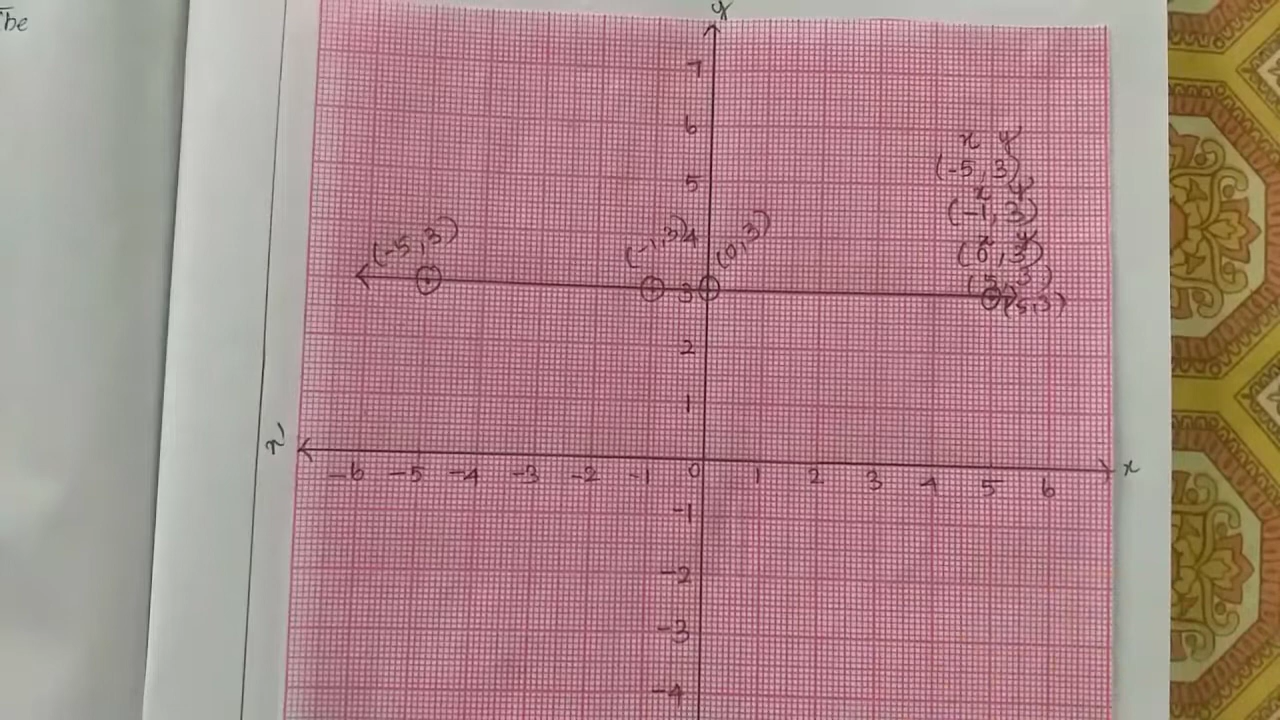 The
y
7
6
x y
(-5, 3)
5
x y
(-1, 3)
(-5, 3)
(-1, 3)
4
(0, 3)
x y
(0, 3)
3
(5, 3)
2
1
x
-6 -5 -4 -3 -2 -1 0 1 2 3 4 5 6
x
-1
-2
-3
-4